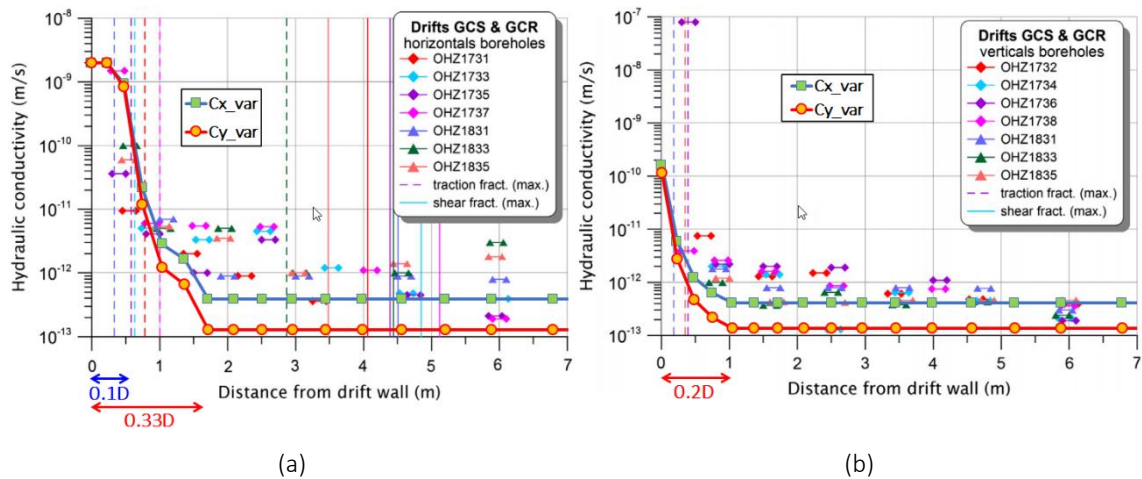 10⁻⁸
10⁻⁹
10⁻¹⁰
10⁻¹¹
10⁻¹²
10⁻¹³
Hydraulic conductivity (m/s)
Cx_var
Cy_var
Drifts GCS & GCR
horizontals boreholes
OHZ1731
OHZ1733
OHZ1735
OHZ1737
OHZ1831
OHZ1833
OHZ1835
traction fract. (max.)
shear fract. (max.)
0 1 2 3 4 5 6 7
Distance from drift wall (m)
0.1D
0.33D
(a)
10⁻⁷
10⁻⁸
10⁻⁹
10⁻¹⁰
10⁻¹¹
10⁻¹²
10⁻¹³
Hydraulic conductivity (m/s)
Cx_var
Cy_var
Drifts GCS & GCR
verticals boreholes
OHZ1732
OHZ1734
OHZ1736
OHZ1738
OHZ1831
OHZ1833
OHZ1835
traction fract. (max.)
shear fract. (max.)
0 1 2 3 4 5 6 7
Distance from drift wall (m)
0.2D
(b)